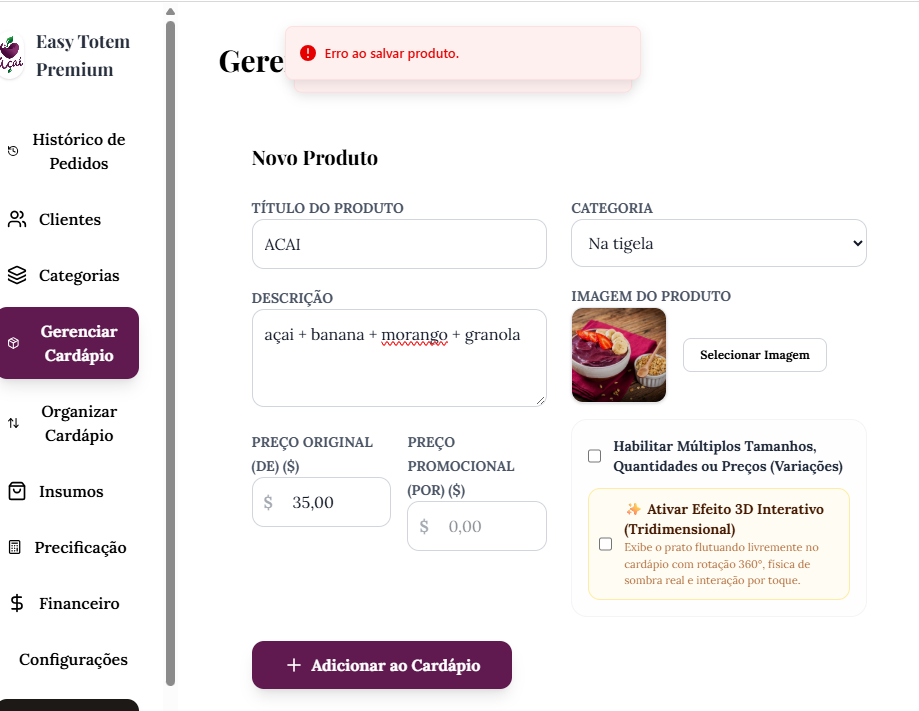 Easy Totem
Premium
Histórico de
Pedidos
Clientes
Categorias
Gerenciar
Cardápio
Organizar
Cardápio
Insumos
Precificação
Financeiro
Configurações
Gere
Erro ao salvar produto.
Novo Produto
TÍTULO DO PRODUTO
ACAI
CATEGORIA
Na tigela
DESCRIÇÃO
açai + banana + morango + granola
IMAGEM DO PRODUTO
Selecionar Imagem
PREÇO ORIGINAL
(DE) ($)
$ 35,00
PREÇO
PROMOCIONAL
(POR) ($)
$ 0,00
Habilitar Múltiplos Tamanhos,
Quantidades ou Preços (Variações)
✨ Ativar Efeito 3D Interativo
(Tridimensional)
Exibe o prato flutuando livremente no
cardápio com rotação 360°, física de
sombra real e interação por toque.
+ Adicionar ao Cardápio